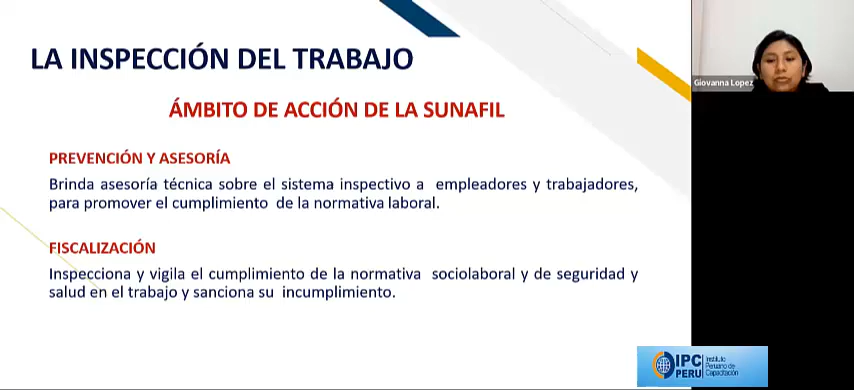 LA INSPECCIÓN DEL TRABAJO
ÁMBITO DE ACCIÓN DE LA SUNAFIL
PREVENCIÓN Y ASESORÍA
Brinda asesoría técnica sobre el sistema inspectivo a empleadores y trabajadores,
para promover el cumplimiento de la normativa laboral.
FISCALIZACIÓN
Inspecciona y vigila el cumplimiento de la normativa sociolaboral y de seguridad y
salud en el trabajo y sanciona su incumplimiento.
Giovanna Lopez
IPC
PERU
Instituto
Peruano de
Capacitación